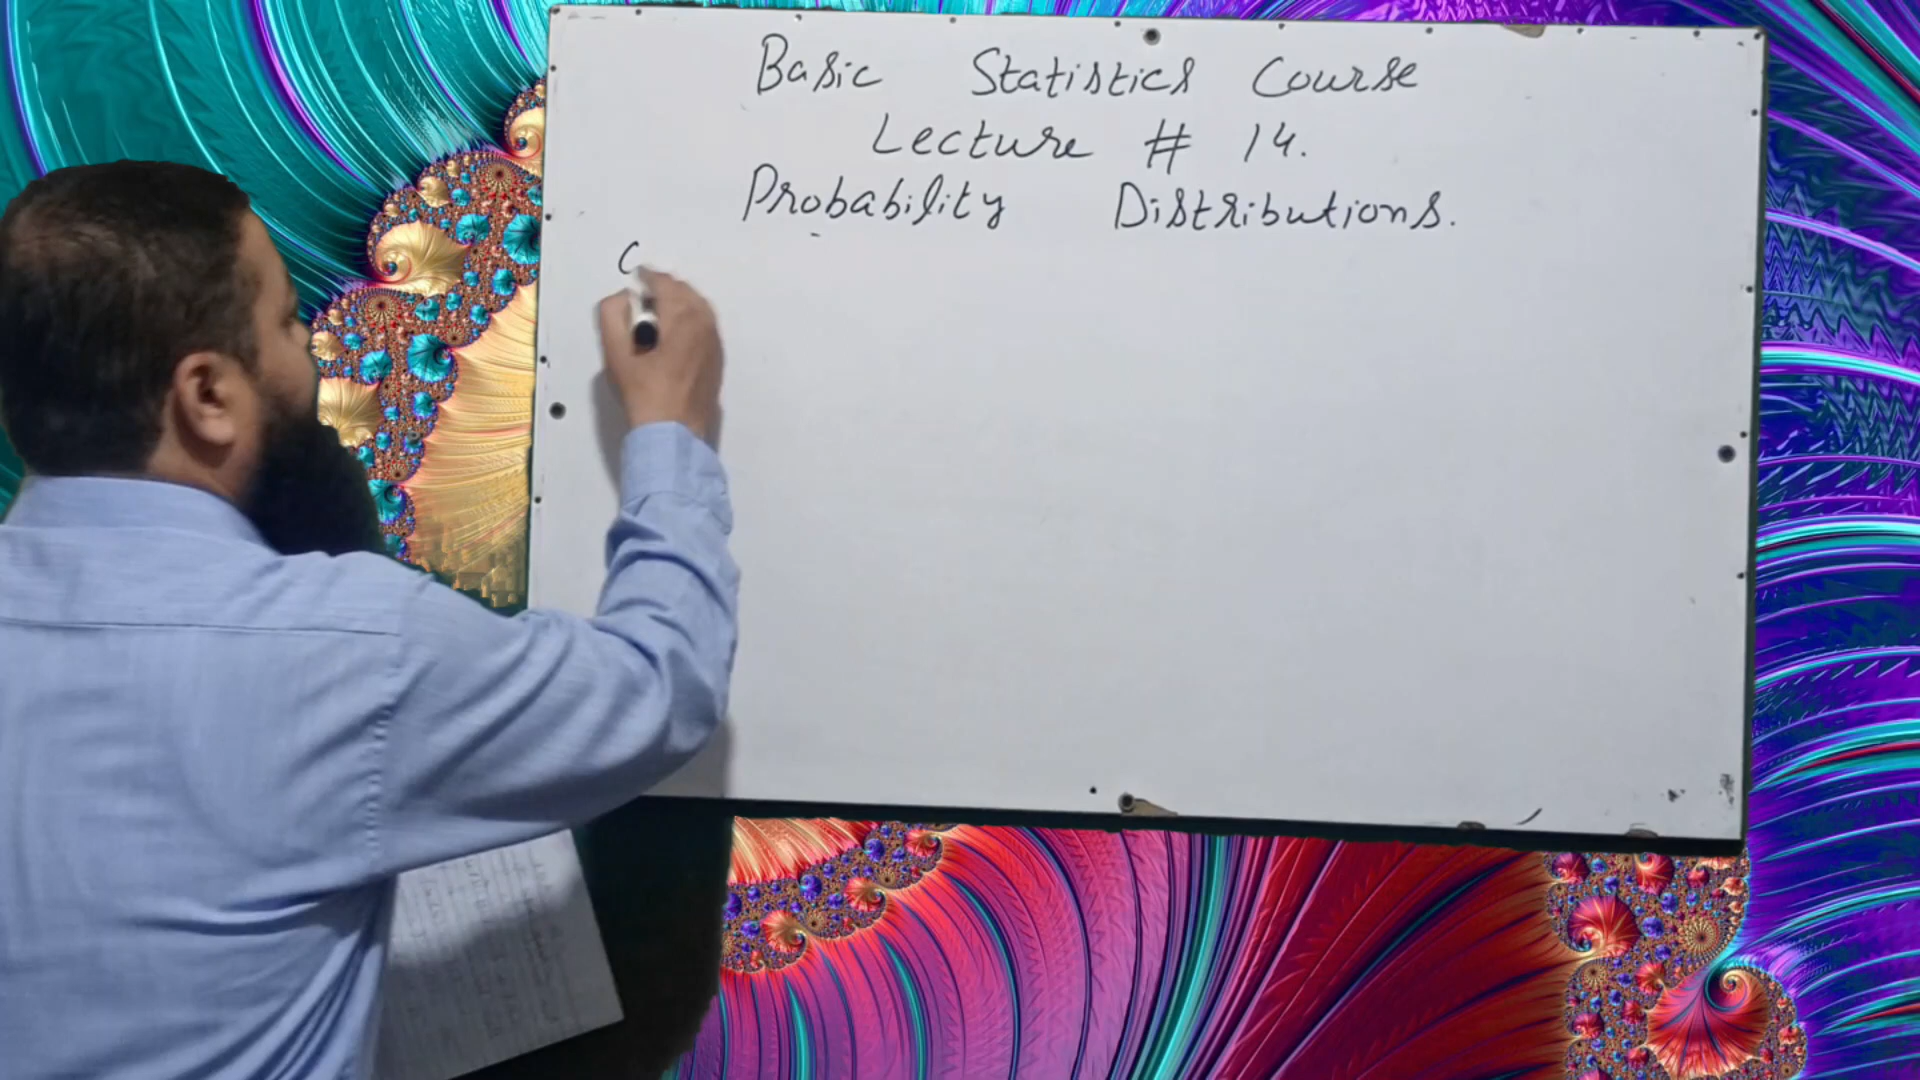 Basic Statistics Course
Lecture # 14.
Probability Distributions.
C